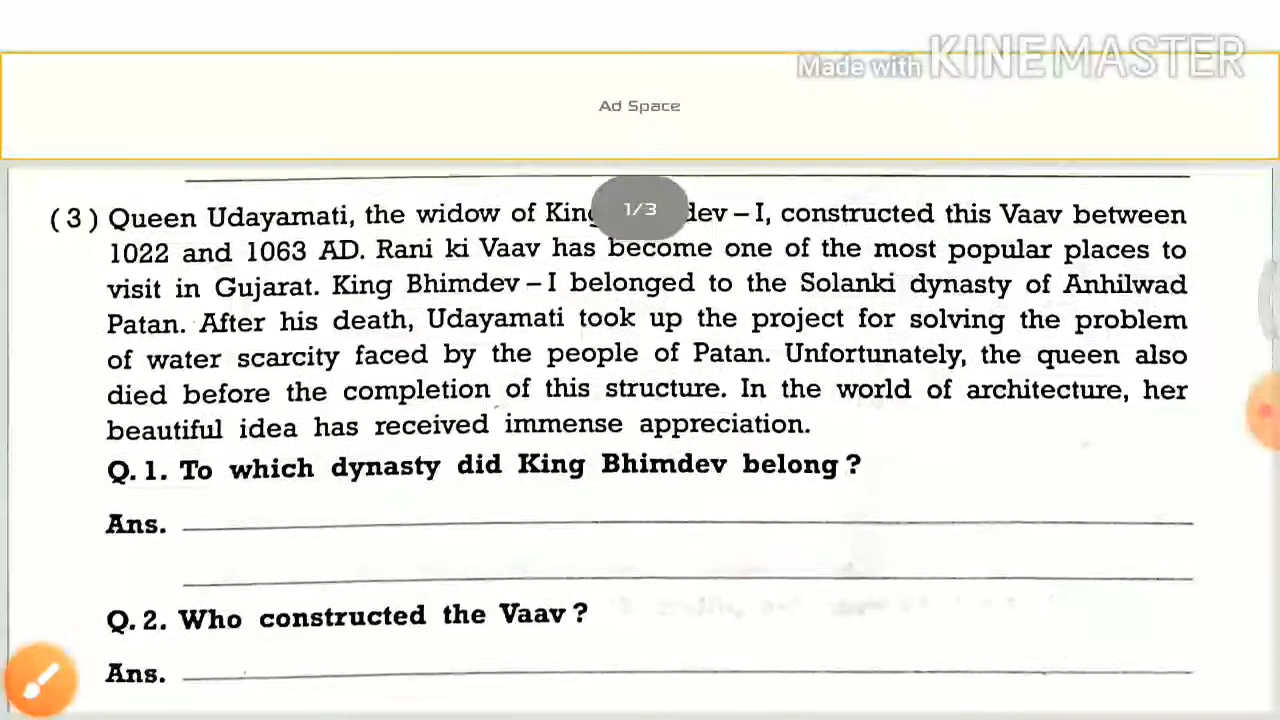 Made with KINEMASTER
Ad Space
1/3
(3) Queen Udayamati, the widow of King dev – I, constructed this Vaav between
1022 and 1063 AD. Rani ki Vaav has become one of the most popular places to
visit in Gujarat. King Bhimdev – I belonged to the Solanki dynasty of Anhilwad
Patan. After his death, Udayamati took up the project for solving the problem
of water scarcity faced by the people of Patan. Unfortunately, the queen also
died before the completion of this structure. In the world of architecture, her
beautiful idea has received immense appreciation.
Q. 1. To which dynasty did King Bhimdev belong ?
Ans.
Q. 2. Who constructed the Vaav ?
Ans.